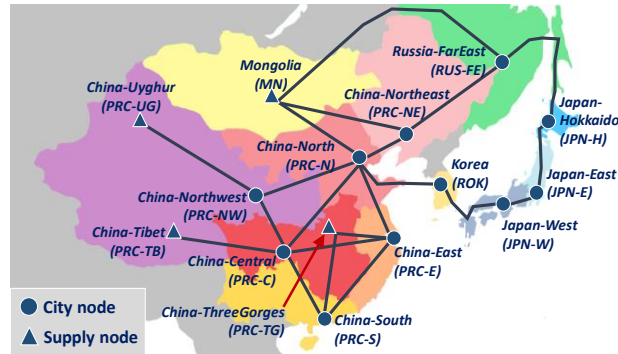 Russia-FarEast
(RUS-FE)
Mongolia
(MN)
China-Uyghur
(PRC-UG)
China-Northeast
(PRC-NE)
Japan-
Hokkaido
(JPN-H)
China-North
(PRC-N)
Korea
(ROK)
Japan-East
(JPN-E)
China-Northwest
(PRC-NW)
China-Tibet
(PRC-TB)
Japan-West
(JPN-W)
China-Central
(PRC-C)
China-East
(PRC-E)
China-ThreeGorges
(PRC-TG)
China-South
(PRC-S)
City node
Supply node